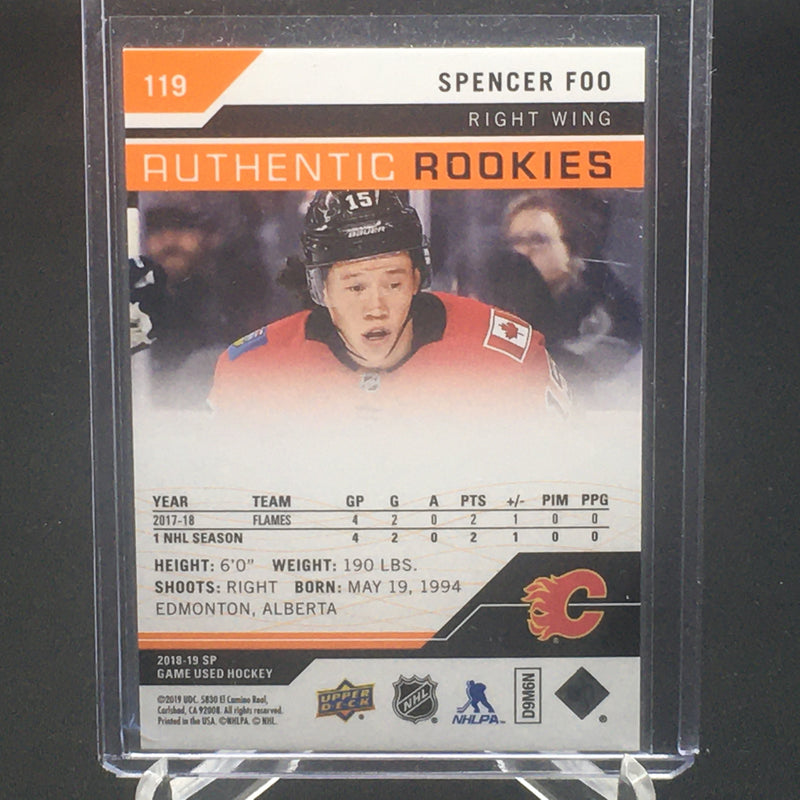 119
SPENCER FOO
RIGHT WING
AUTHENTIC ROOKIES
15
BAUER
YEAR TEAM GP G A PTS +/- PIM PPG
2017-18 FLAMES 4 2 0 2 1 0 0
1 NHL SEASON 4 2 0 2 1 0 0
HEIGHT: 6'0" WEIGHT: 190 LBS.
SHOOTS: RIGHT BORN: MAY 19, 1994
EDMONTON, ALBERTA
C
2018-19 SP
GAME USED HOCKEY
©2019 UDC. 5830 El Camino Real,
Carlsbad, CA 92008. All rights reserved.
Printed in the USA. ©NHLPA. © NHL.
UPPER DECK
NHL
NHLPA
D9M6N